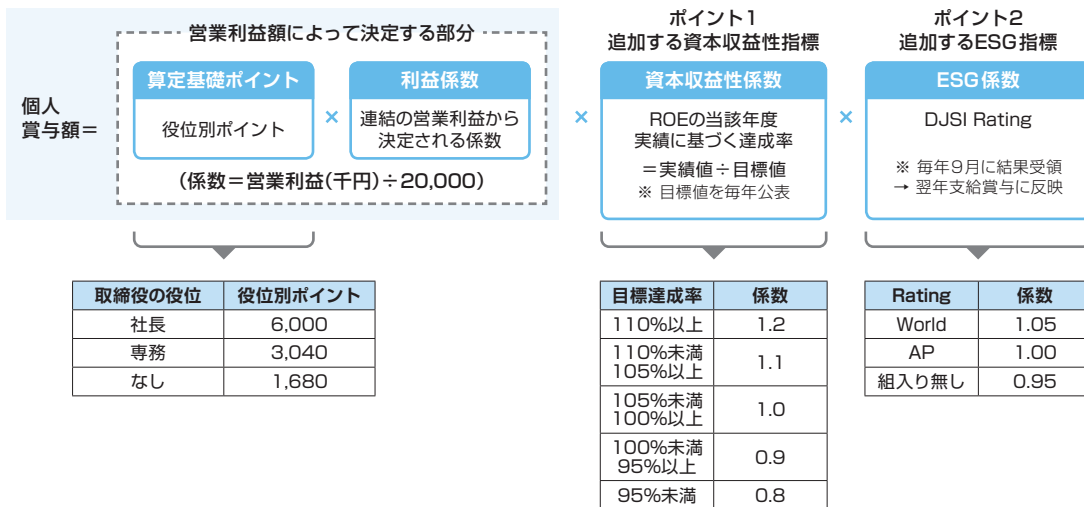 営業利益額によって決定する部分
個人
賞与額＝
算定基礎ポイント
役位別ポイント
×
利益係数
連結の営業利益から
決定される係数
（係数＝営業利益(千円)÷20,000）
×
ポイント1
追加する資本収益性指標
資本収益性係数
ROEの当該年度
実績に基づく達成率
＝実績値÷目標値
※ 目標値を毎年公表
×
ポイント2
追加するESG指標
ESG係数
DJSI Rating
※ 毎年9月に結果受領
→ 翌年支給賞与に反映
取締役の役位 役位別ポイント
社長 6,000
専務 3,040
なし 1,680
目標達成率 係数
110%以上 1.2
110%未満
105%以上 1.1
105%未満
100%以上 1.0
100%未満
95%以上 0.9
95%未満 0.8
Rating 係数
World 1.05
AP 1.00
組入り無し 0.95